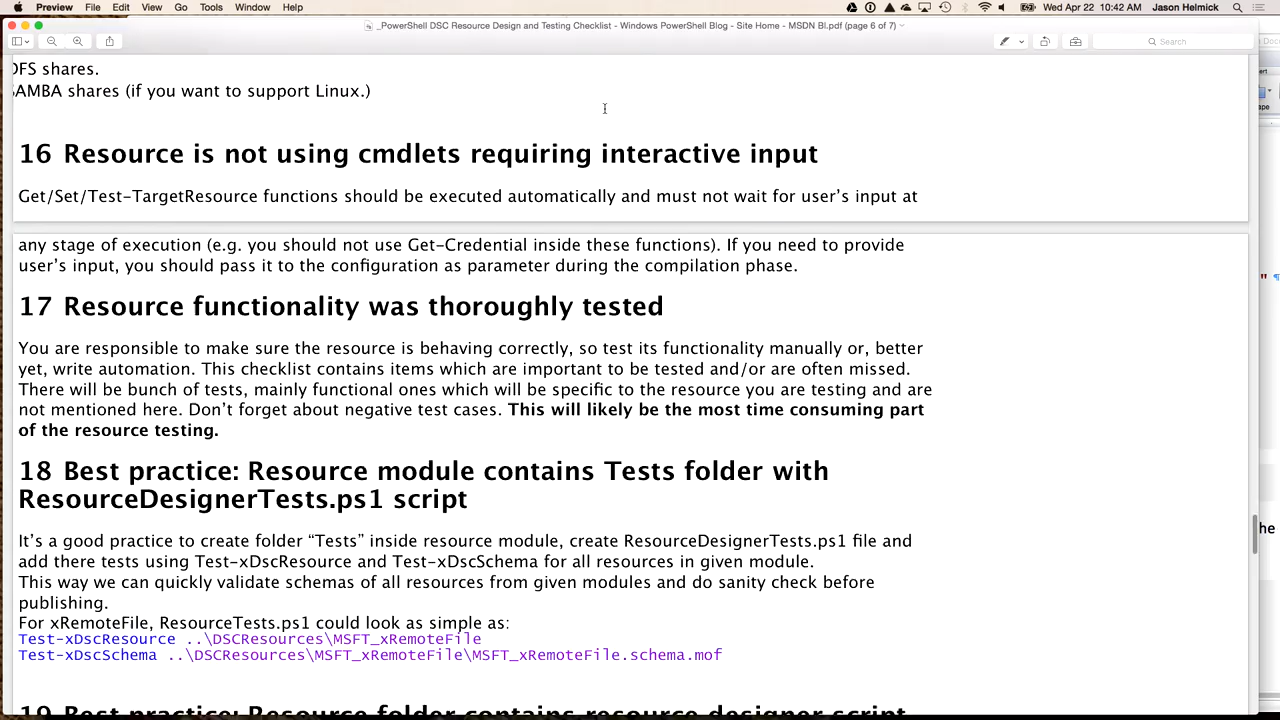 Preview File Edit View Go Tools Window Help Wed Apr 22 10:42 AM Jason Helmick
_PowerShell DSC Resource Design and Testing Checklist - Windows PowerShell Blog - Site Home - MSDN Bl.pdf (page 6 of 7)
Search
DFS shares.
SAMBA shares (if you want to support Linux.)
16 Resource is not using cmdlets requiring interactive input
Get/Set/Test-TargetResource functions should be executed automatically and must not wait for user’s input at
any stage of execution (e.g. you should not use Get-Credential inside these functions). If you need to provide
user’s input, you should pass it to the configuration as parameter during the compilation phase.
17 Resource functionality was thoroughly tested
You are responsible to make sure the resource is behaving correctly, so test its functionality manually or, better
yet, write automation. This checklist contains items which are important to be tested and/or are often missed.
There will be bunch of tests, mainly functional ones which will be specific to the resource you are testing and are
not mentioned here. Don’t forget about negative test cases. This will likely be the most time consuming part
of the resource testing.
18 Best practice: Resource module contains Tests folder with
ResourceDesignerTests.ps1 script
It’s a good practice to create folder “Tests” inside resource module, create ResourceDesignerTests.ps1 file and
add there tests using Test-xDscResource and Test-xDscSchema for all resources in given module.
This way we can quickly validate schemas of all resources from given modules and do sanity check before
publishing.
For xRemoteFile, ResourceTests.ps1 could look as simple as:
Test-xDscResource ..\DSCResources\MSFT_xRemoteFile
Test-xDscSchema ..\DSCResources\MSFT_xRemoteFile\MSFT_xRemoteFile.schema.mof
19 Best practice: Resource folder contains resource designer script